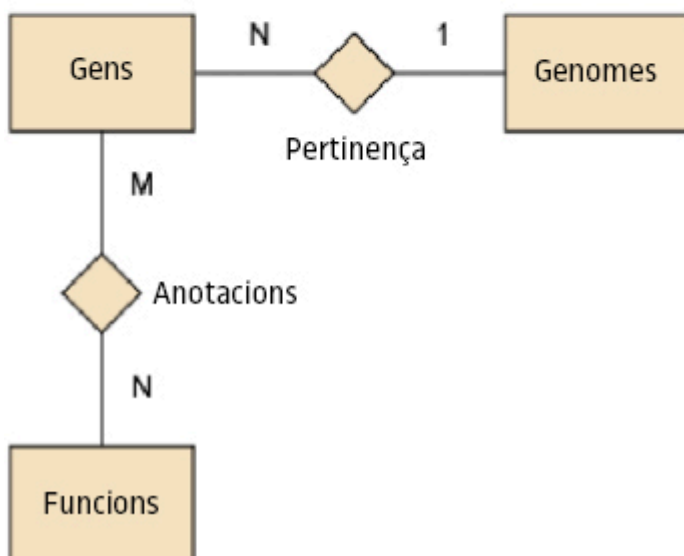 Gens
N
1
Genomes
Pertinença
M
Anotacions
N
Funcions